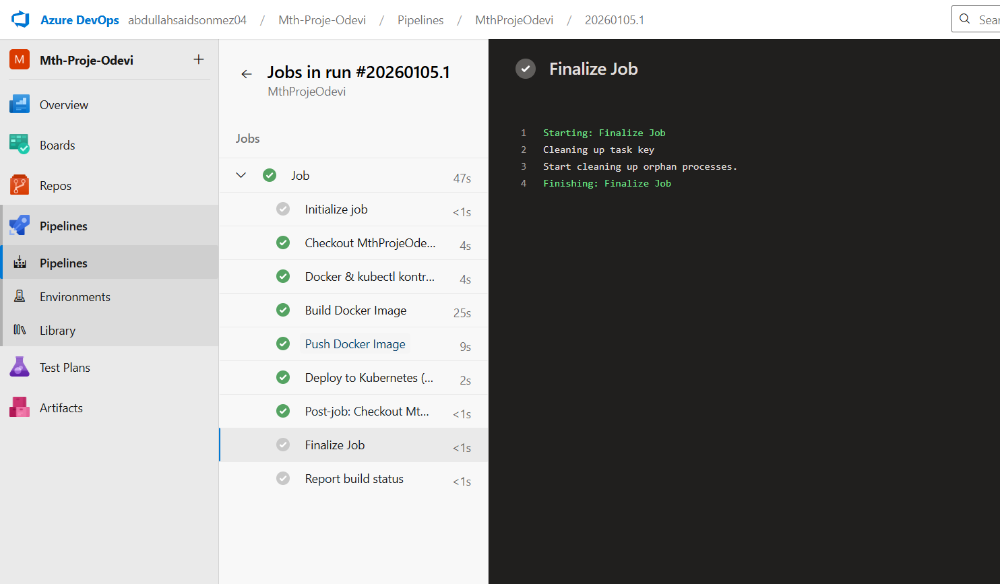 Azure DevOps abdullahsaidsonmez04 / Mth-Proje-Odevi / Pipelines / MthProjeOdevi / 20260105.1
Sear
M Mth-Proje-Odevi +
Overview
Boards
Repos
Pipelines
Pipelines
Environments
Library
Test Plans
Artifacts
Jobs in run #20260105.1
MthProjeOdevi
Jobs
Job 47s
Initialize job <1s
Checkout MthProjeOde... 4s
Docker & kubectl kontr... 4s
Build Docker Image 25s
Push Docker Image 9s
Deploy to Kubernetes (... 2s
Post-job: Checkout Mt... <1s
Finalize Job <1s
Report build status <1s
Finalize Job
1 Starting: Finalize Job
2 Cleaning up task key
3 Start cleaning up orphan processes.
4 Finishing: Finalize Job